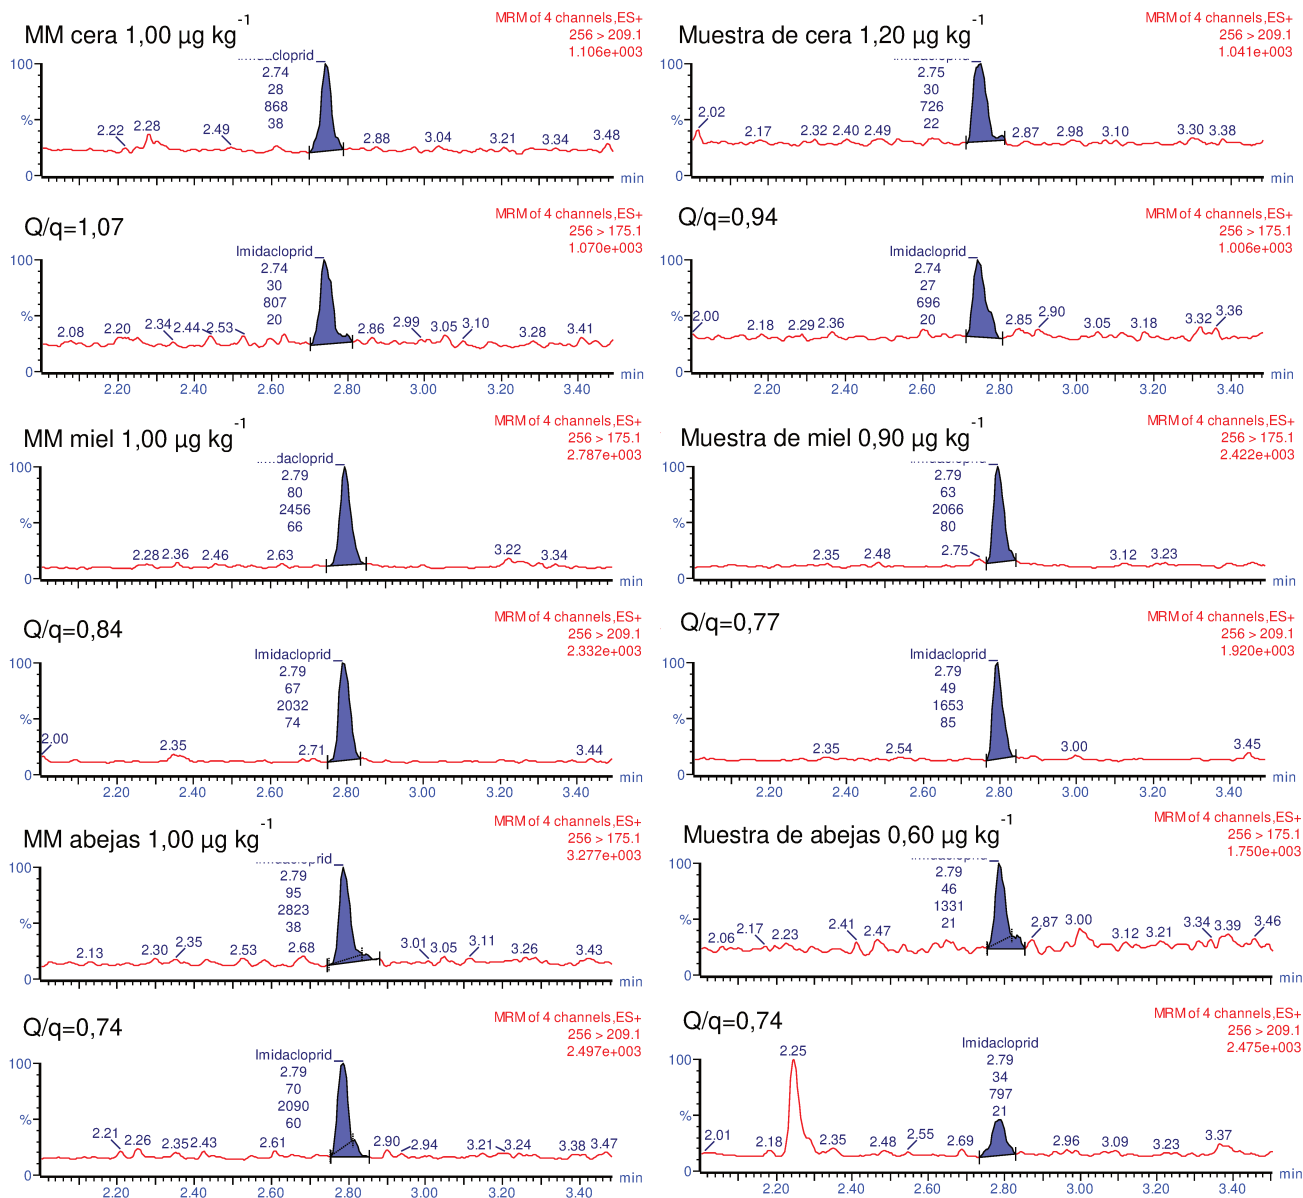 MM cera 1,00 µg kg-1
MRM of 4 channels,ES+
256 > 209.1
1.106e+003
Imidacloprid
2.74
28
868
38
100
%
0
2.22
2.28
2.49
2.88
3.04
3.21
3.34
3.48
min
Q/q=1,07
MRM of 4 channels,ES+
256 > 175.1
1.070e+003
Imidacloprid
2.74
30
807
20
100
%
0
2.08
2.20
2.34
2.44
2.53
2.86
2.99
3.05
3.10
3.28
3.41
min
2.20 2.40 2.60 2.80 3.00 3.20 3.40
Muestra de cera 1,20 µg kg-1
MRM of 4 channels,ES+
256 > 209.1
1.041e+003
Imidacloprid
2.75
30
726
22
100
%
0
2.02
2.17
2.32
2.40
2.49
2.87
2.98
3.10
3.30
3.38
min
Q/q=0,94
MRM of 4 channels,ES+
256 > 175.1
1.006e+003
Imidacloprid
2.74
27
696
20
100
%
0
2.00
2.18
2.29
2.36
2.85
2.90
3.05
3.18
3.32
3.36
min
2.20 2.40 2.60 2.80 3.00 3.20 3.40
MM miel 1,00 µg kg-1
MRM of 4 channels,ES+
256 > 175.1
2.787e+003
Imidacloprid
2.79
80
2456
66
100
%
0
2.28
2.36
2.46
2.63
3.22
3.34
min
Q/q=0,84
MRM of 4 channels,ES+
256 > 209.1
2.332e+003
Imidacloprid
2.79
67
2032
74
100
%
0
2.00
2.35
2.71
3.44
min
2.20 2.40 2.60 2.80 3.00 3.20 3.40
Muestra de miel 0,90 µg kg-1
MRM of 4 channels,ES+
256 > 175.1
2.422e+003
Imidacloprid
2.79
63
2066
80
100
%
0
2.35
2.48
2.75
3.12
3.23
min
Q/q=0,77
MRM of 4 channels,ES+
256 > 209.1
1.920e+003
Imidacloprid
2.79
49
1653
85
100
%
0
2.35
2.54
3.00
3.45
min
2.20 2.40 2.60 2.80 3.00 3.20 3.40
MM abejas 1,00 µg kg-1
MRM of 4 channels,ES+
256 > 175.1
3.277e+003
Imidacloprid
2.79
95
2823
38
100
%
0
2.13
2.30
2.35
2.53
2.68
3.01
3.05
3.11
3.26
3.43
min
Q/q=0,74
MRM of 4 channels,ES+
256 > 209.1
2.497e+003
Imidacloprid
2.79
70
2090
60
100
%
0
2.21
2.26
2.35
2.43
2.61
2.90
2.94
3.21
3.24
3.38
3.47
min
2.20 2.40 2.60 2.80 3.00 3.20 3.40
Muestra de abejas 0,60 µg kg-1
MRM of 4 channels,ES+
256 > 175.1
1.750e+003
Imidacloprid
2.79
46
1331
21
100
%
0
2.06
2.17
2.23
2.41
2.47
2.87
3.00
3.12
3.21
3.34
3.39
3.46
min
Q/q=0,74
MRM of 4 channels,ES+
256 > 209.1
2.475e+003
Imidacloprid
2.79
34
797
21
100
%
0
2.01
2.18
2.25
2.35
2.48
2.55
2.69
2.96
3.09
3.23
3.37
min
2.20 2.40 2.60 2.80 3.00 3.20 3.40